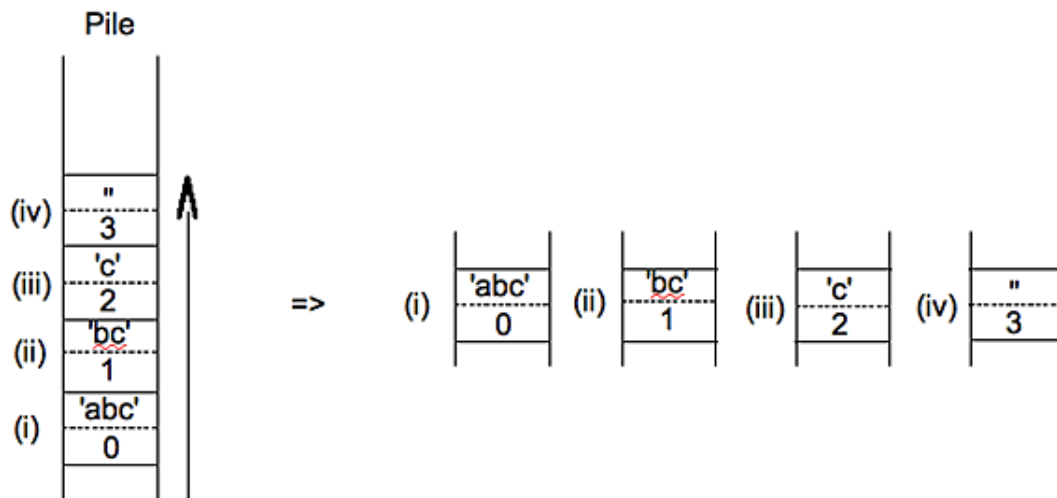 Pile
(iv) " 3
(iii) 'c' 2
(ii) 'bc' 1
(i) 'abc' 0
=>
(i) 'abc' 0
(ii) 'bc' 1
(iii) 'c' 2
(iv) " 3